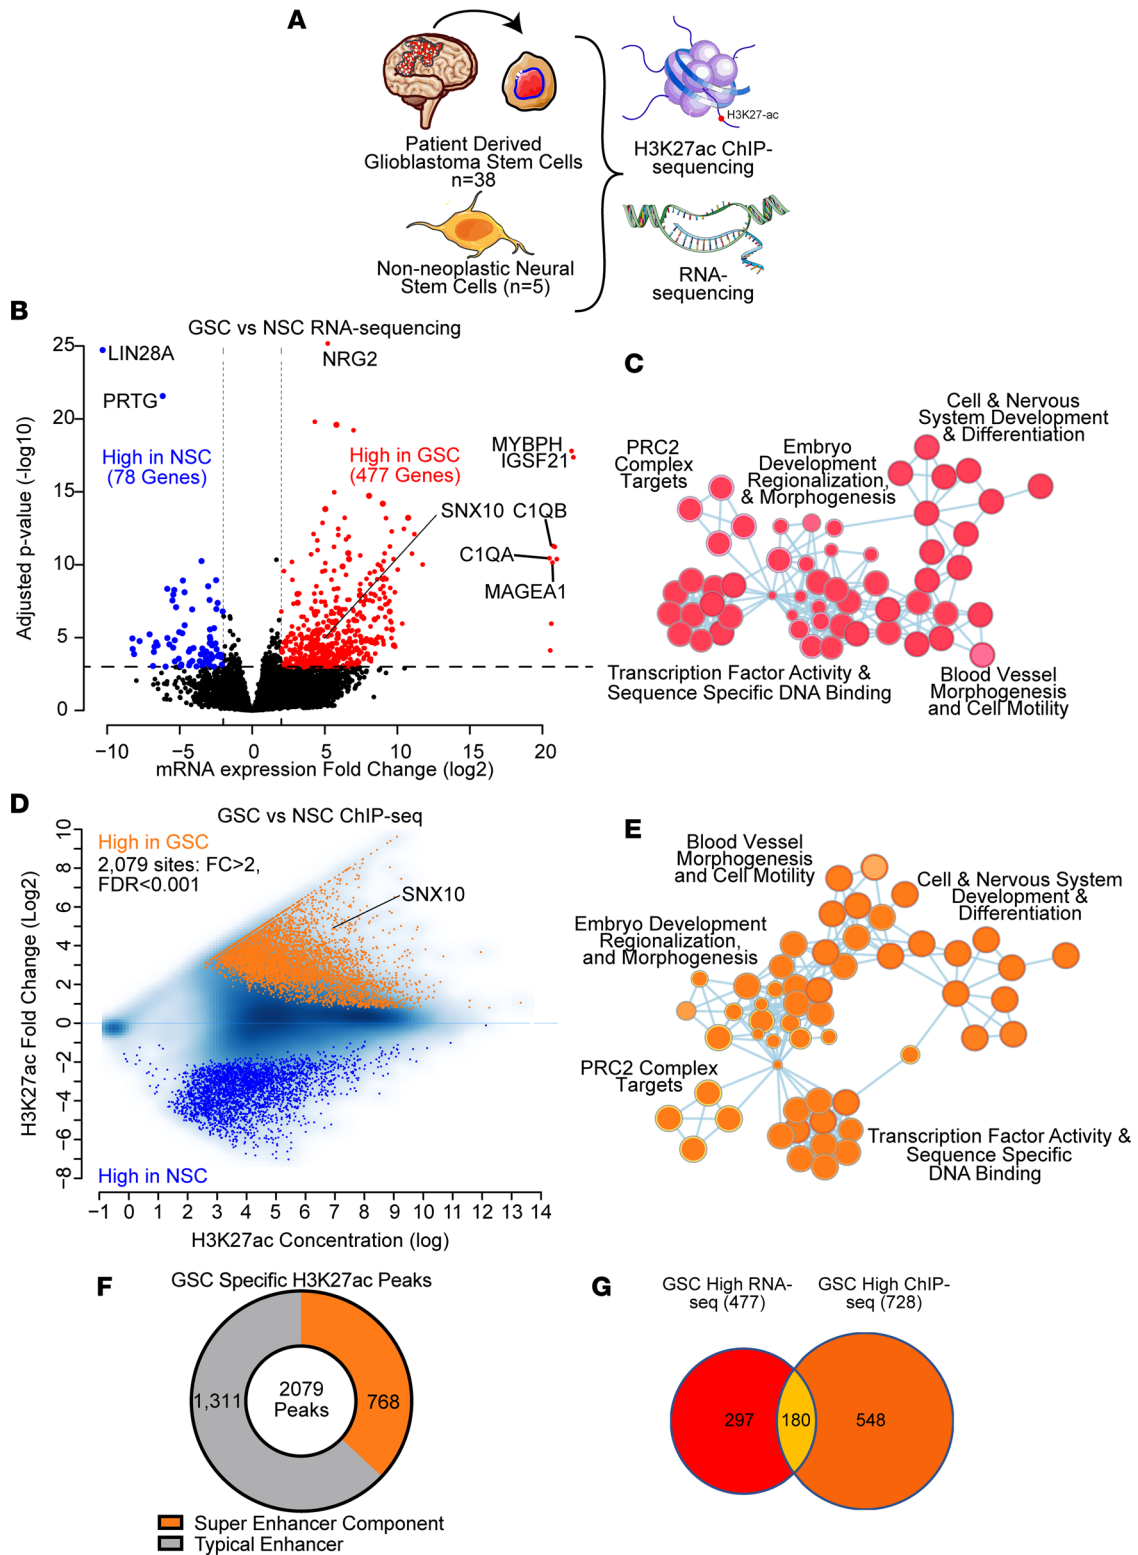 A
H3K27-ac
Patient Derived
Glioblastoma Stem Cells
n=38
H3K27ac ChIP-
sequencing
Non-neoplastic Neural
Stem Cells (n=5)
RNA-
sequencing
B
GSC vs NSC RNA-sequencing
25
20
15
10
5
0
Adjusted p-value (-log10)
LIN28A
PRTG
NRG2
High in NSC
(78 Genes)
High in GSC
(477 Genes)
MYBPH
IGSF21
SNX10
C1QB
C1QA
MAGEA1
−10
−5
0
5
10
15
20
mRNA expression Fold Change (log2)
C
PRC2
Complex
Targets
Embryo
Development
Regionalization,
& Morphogenesis
Cell & Nervous
System Development
& Differentiation
Transcription Factor Activity &
Sequence Specific DNA Binding
Blood Vessel
Morphogenesis
and Cell Motility
D
GSC vs NSC ChIP-seq
High in GSC
2,079 sites: FC>2,
FDR<0.001
SNX10
High in NSC
10
8
6
4
2
0
−2
−4
−6
−8
H3K27ac Fold Change (Log2)
−1 0 1 2 3 4 5 6 7 8 9 10 11 12 13 14
H3K27ac Concentration (log)
E
Blood Vessel
Morphogenesis
and Cell Motility
Cell & Nervous System
Development &
Differentiation
Embryo Development
Regionalization,
and Morphogenesis
PRC2 Complex
Targets
Transcription Factor Activity &
Sequence Specific
DNA Binding
F
GSC Specific H3K27ac Peaks
1,311
2079
Peaks
768
Super Enhancer Component
Typical Enhancer
G
GSC High RNA-
seq (477)
GSC High ChIP-
seq (728)
297
180
548